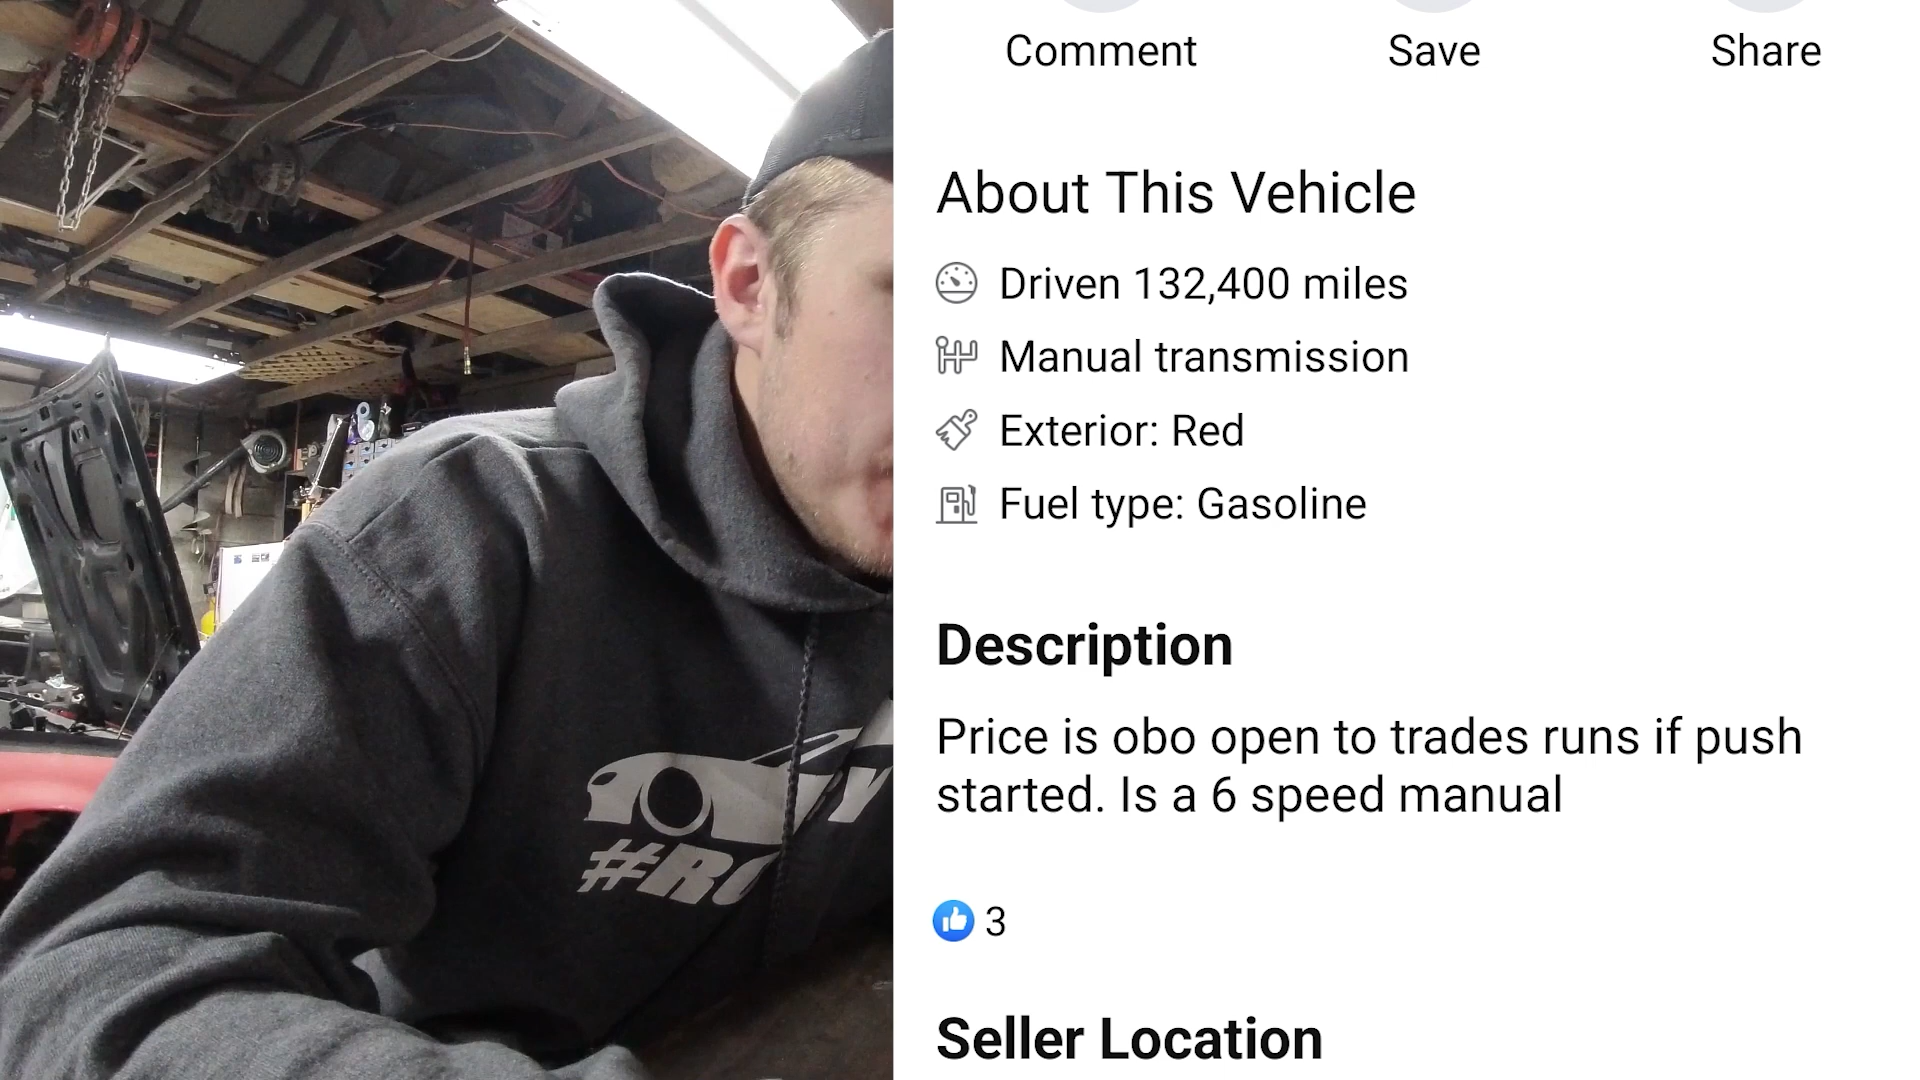 Comment Save Share
About This Vehicle
Driven 132,400 miles
Manual transmission
Exterior: Red
Fuel type: Gasoline
Description
Price is obo open to trades runs if push
started. Is a 6 speed manual
3
Seller Location